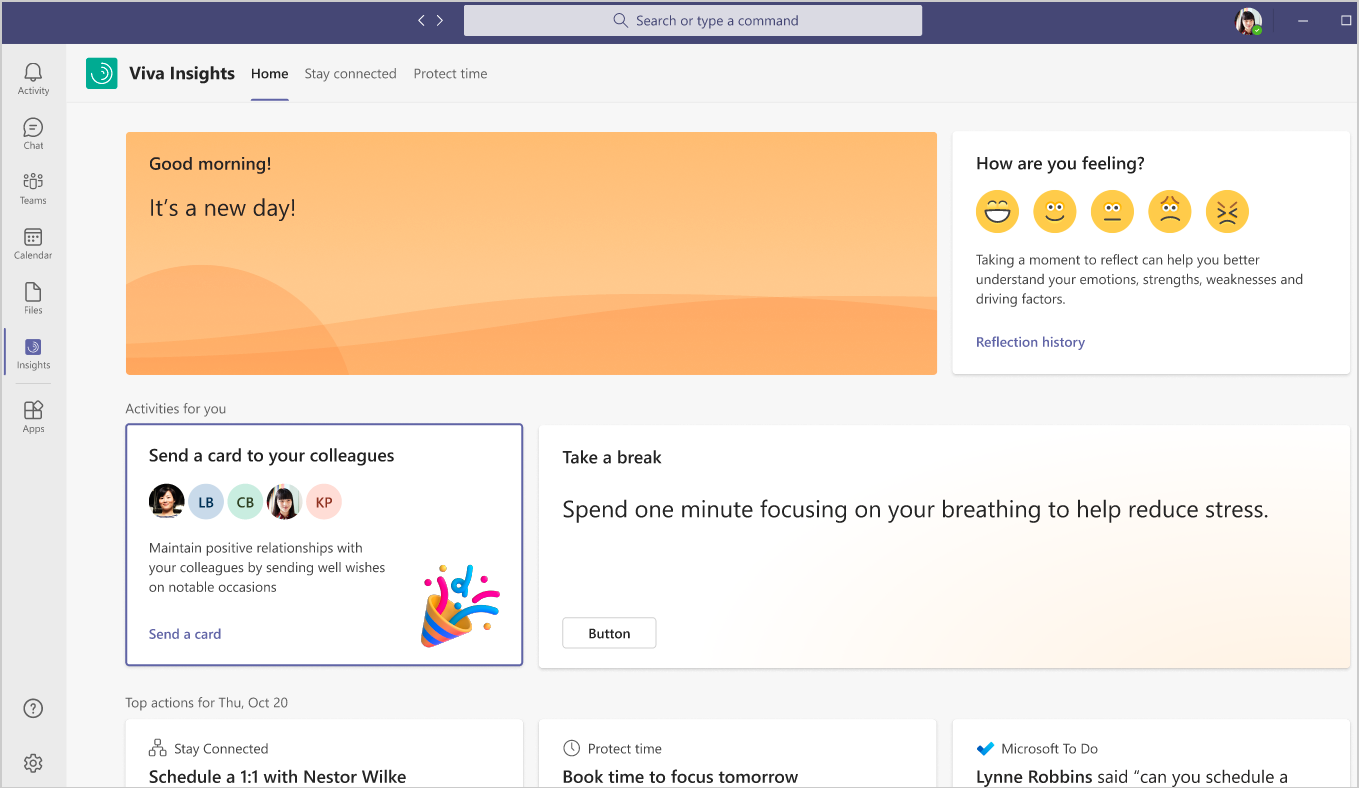 Search or type a command
Viva Insights
Home
Stay connected
Protect time
Activity
Chat
Teams
Calendar
Files
Insights
Apps
Good morning!
It’s a new day!
How are you feeling?
Taking a moment to reflect can help you better
understand your emotions, strengths, weaknesses and
driving factors.
Reflection history
Activities for you
Send a card to your colleagues
LB
CB
KP
Maintain positive relationships with
your colleagues by sending well wishes
on notable occasions
Send a card
Take a break
Spend one minute focusing on your breathing to help reduce stress.
Button
Top actions for Thu, Oct 20
Stay Connected
Schedule a 1:1 with Nestor Wilke
Protect time
Book time to focus tomorrow
Microsoft To Do
Lynne Robbins said “can you schedule a